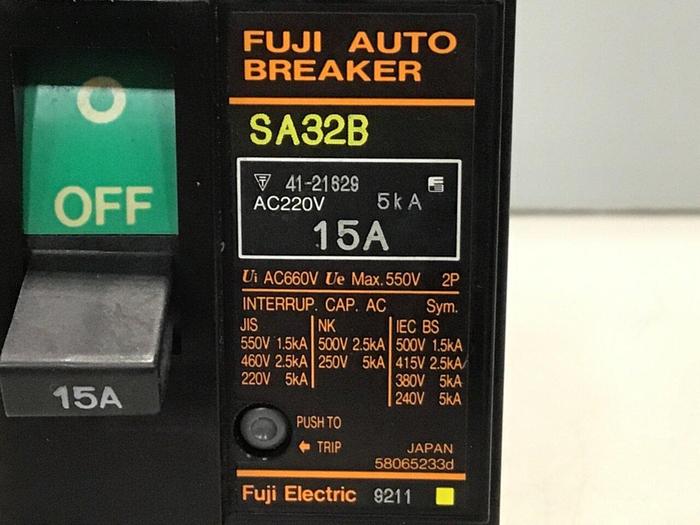 O
OFF
15A
FUJI AUTO
BREAKER
SA32B
41-21629
AC220V 5kA
15A
Ui AC660V Ue Max.550V 2P
INTERRUP. CAP. AC Sym.
JIS
550V 1.5kA
460V 2.5kA
220V 5kA
NK
500V 2.5kA
250V 5kA
IEC BS
500V 1.5kA
415V 2.5kA
380V 5kA
240V 5kA
PUSH TO
TRIP
JAPAN
58065233d
Fuji Electric 9211